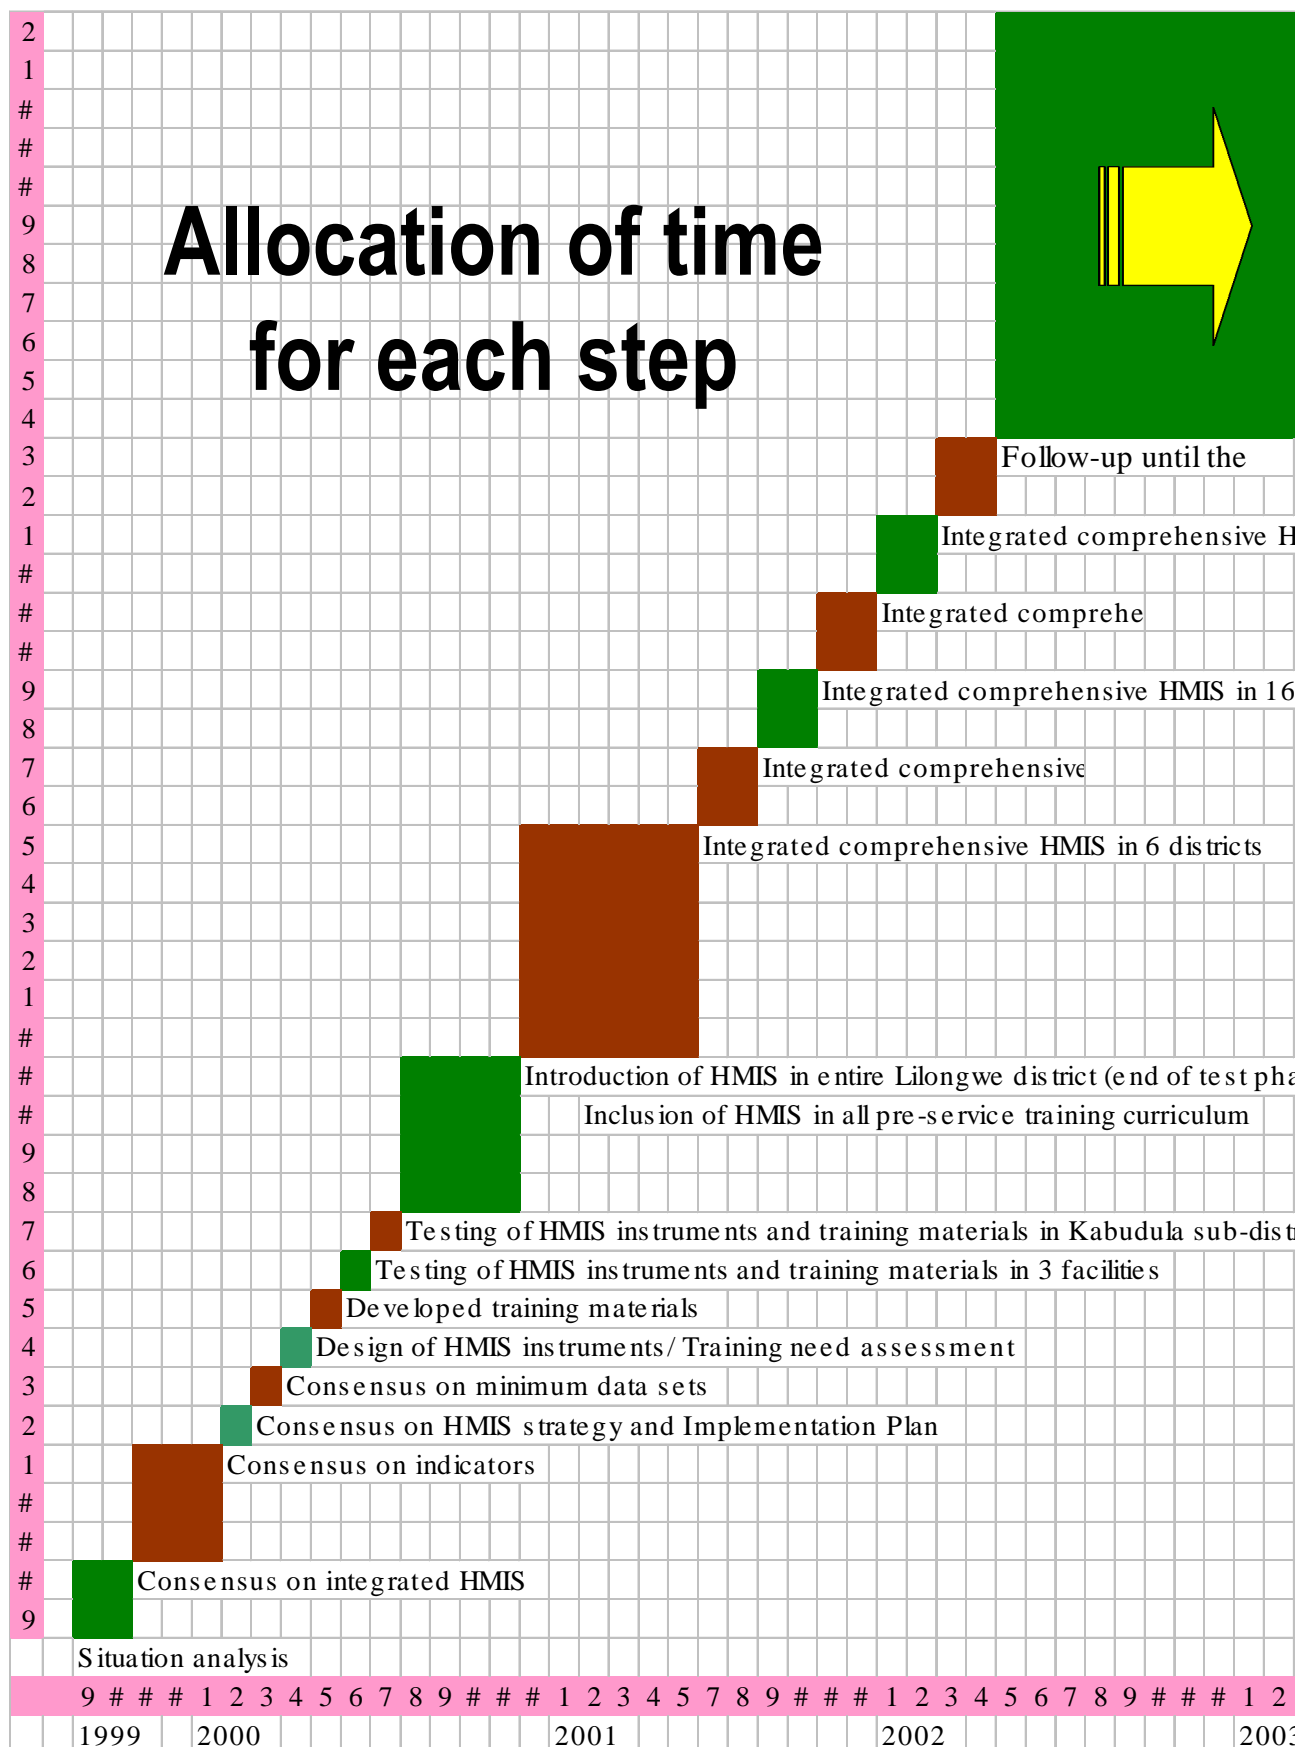 2
1
#
#
#
9
Allocation of time
8
7
6
for each step
5
4
3 Follow-up until the
2
1 Integrated comprehensive H
#
# Integrated comprehe
#
9 Integrated comprehensive HMIS in 16
8
7 Integrated comprehensive
6
5 Integrated comprehensive HMIS in 6 districts
4
3
2
1
#
# Introduction of HMIS in entire Lilongwe district (end of test pha
# Inclusion of HMIS in all pre-service training curriculum
9
8
7 Testing of HMIS instruments and training materials in Kabudula sub-distr
6 Testing of HMIS instruments and training materials in 3 facilities
5 Developed training materials
4 Design of HMIS instruments/ Training need assessment
3 Consensus on minimum data sets
2 Consensus on HMIS strategy and Implementation Plan
1 Consensus on indicators
#
#
# Consensus on integrated HMIS
9
Situation analysis
9 # # # 1 2 3 4 5 6 7 8 9 # # # 1 2 3 4 5 7 8 9 # # # 1 2 3 4 5 6 7 8 9 # # # 1 2
1999 2000 2001 2002 2003